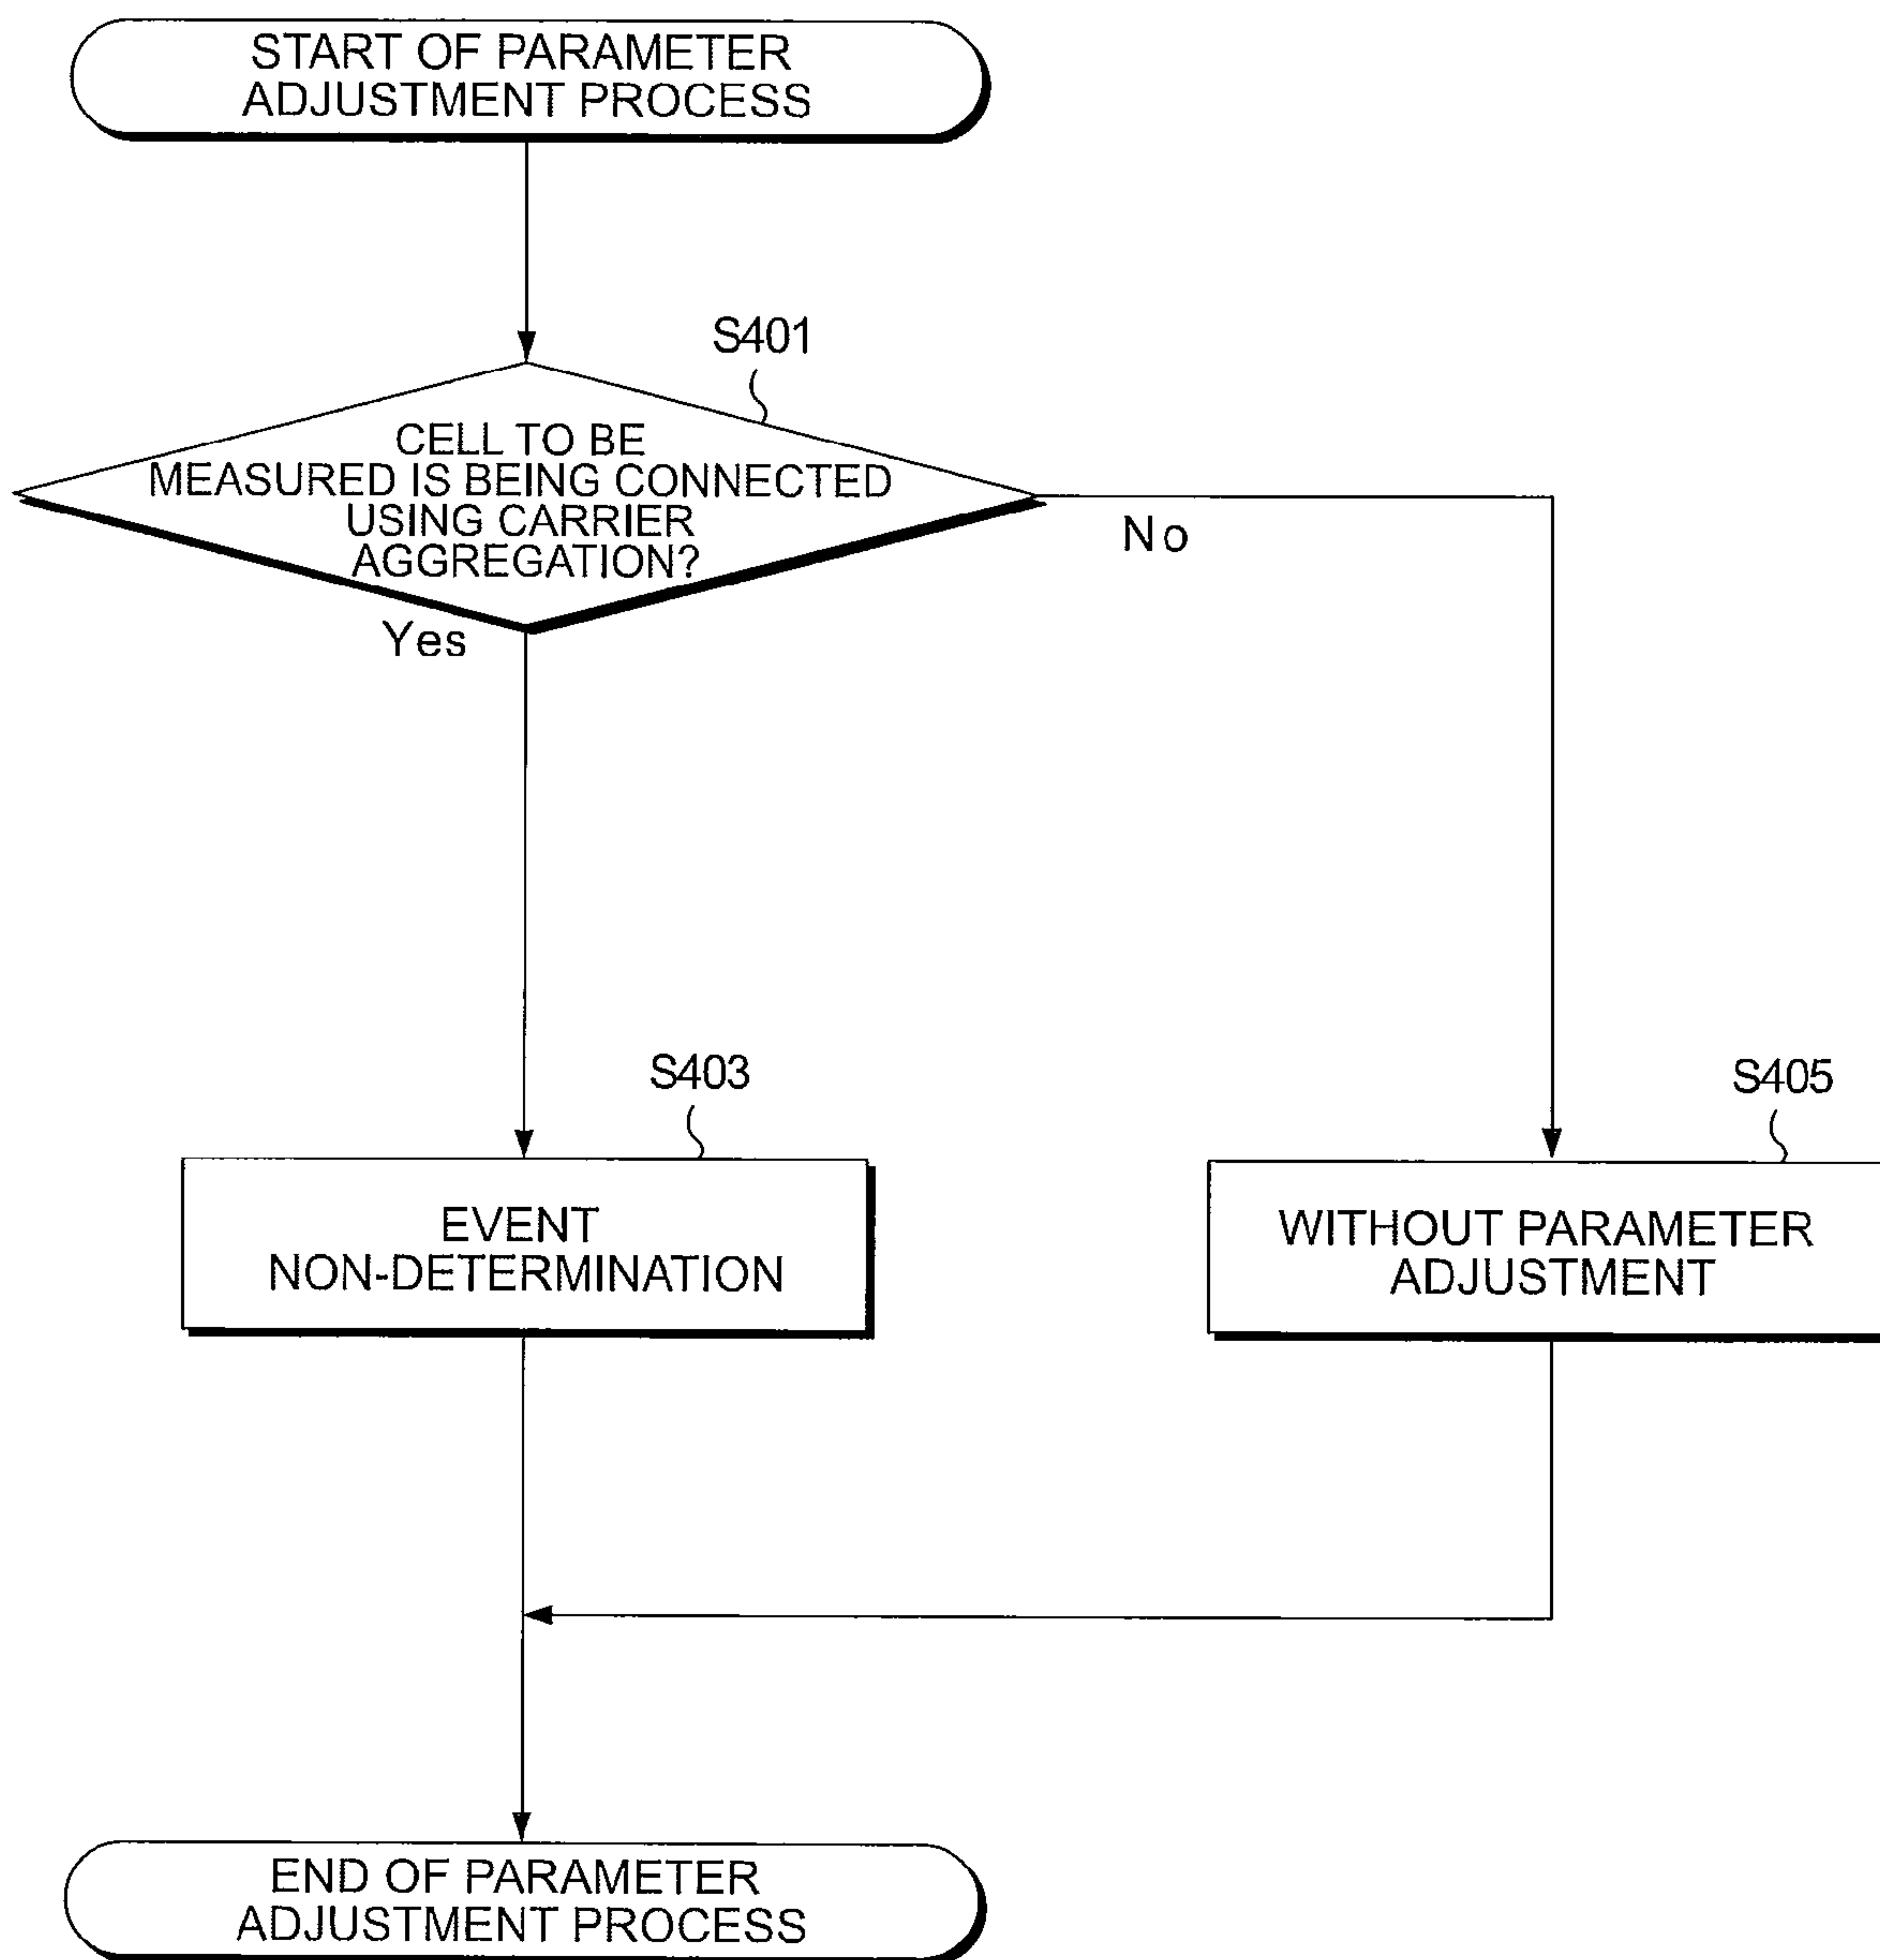 START OF PARAMETER
ADJUSTMENT PROCESS
S401
CELL TO BE
MEASURED IS BEING CONNECTED
USING CARRIER
AGGREGATION?
No
Yes
S403
S405
EVENT
NON-DETERMINATION
WITHOUT PARAMETER
ADJUSTMENT
END OF PARAMETER
ADJUSTMENT PROCESS